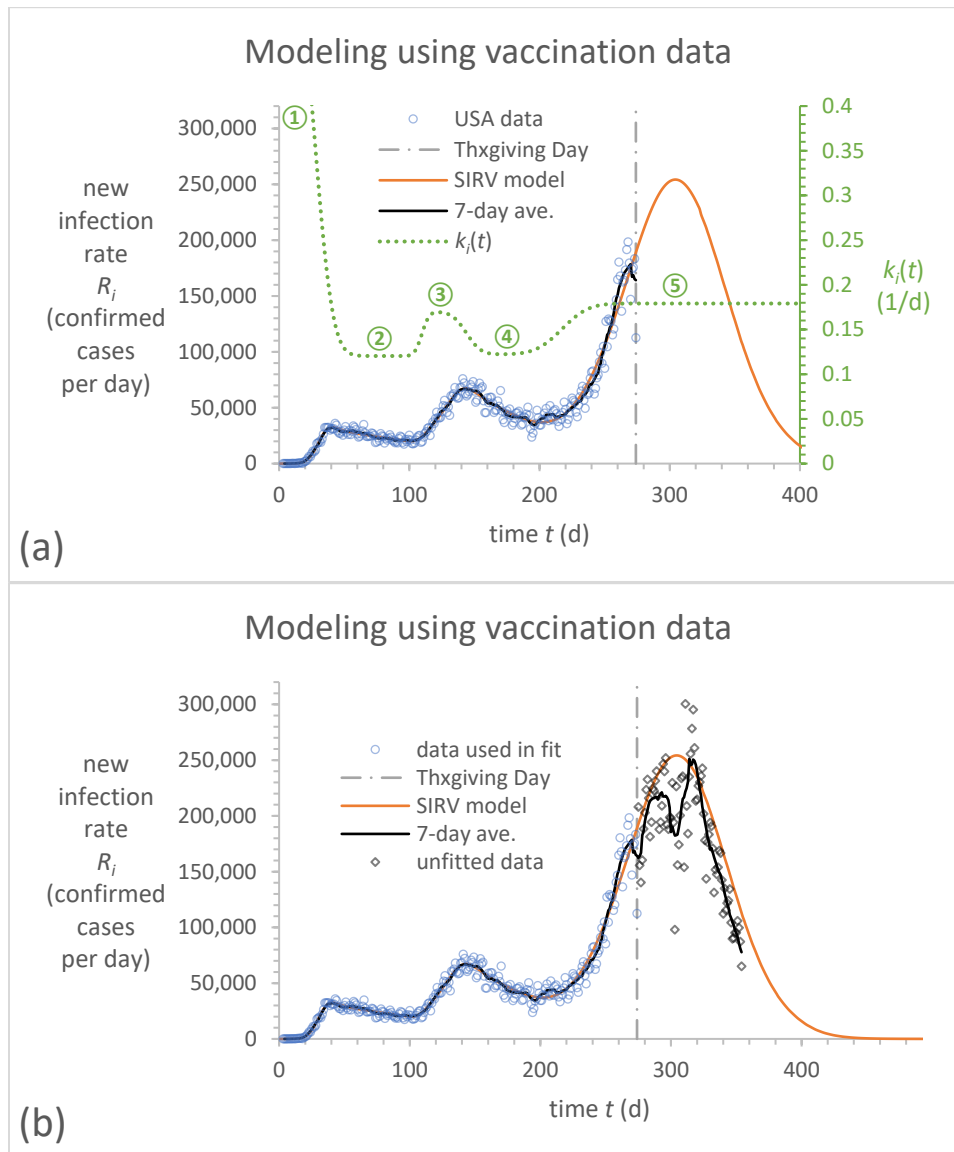 Modeling using vaccination data
new
infection
rate
R_i
(confirmed
cases
per day)
300,000
250,000
200,000
150,000
100,000
50,000
0
USA data
Thxgiving Day
SIRV model
7-day ave.
k_i(t)
①
②
③
④
⑤
0.4
0.35
0.3
0.25
0.2
0.15
0.1
0.05
0
k_i(t)
(1/d)
0 100 200 300 400
time t (d)
(a)
Modeling using vaccination data
new
infection
rate
R_i
(confirmed
cases
per day)
300,000
250,000
200,000
150,000
100,000
50,000
0
data used in fit
Thxgiving Day
SIRV model
7-day ave.
unfitted data
0 100 200 300 400
time t (d)
(b)